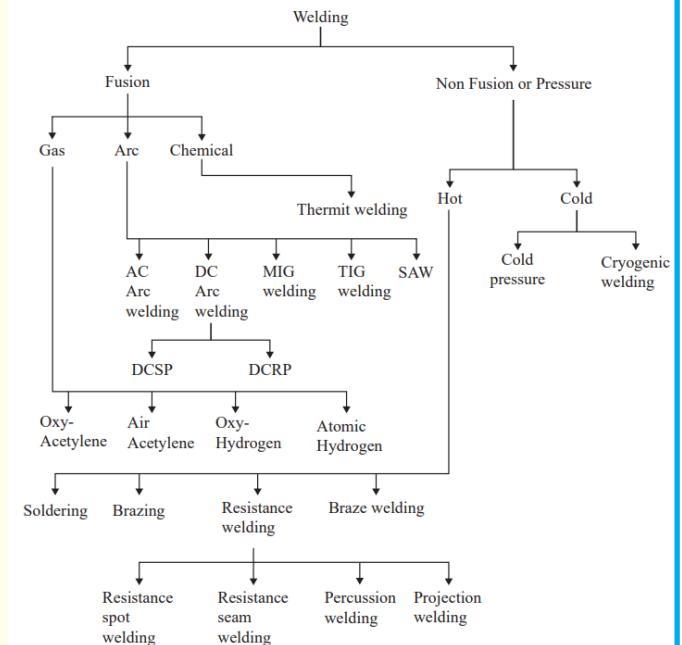 Welding
Fusion
Non Fusion or Pressure
Gas
Arc
Chemical
Thermit welding
Hot
Cold
Cold
pressure
Cryogenic
welding
AC
Arc
welding
DC
Arc
welding
MIG
welding
TIG
welding
SAW
DCSP
DCRP
Oxy-
Acetylene
Air
Acetylene
Oxy-
Hydrogen
Atomic
Hydrogen
Soldering
Brazing
Resistance
welding
Braze welding
Resistance
spot
welding
Resistance
seam
welding
Percussion
welding
Projection
welding